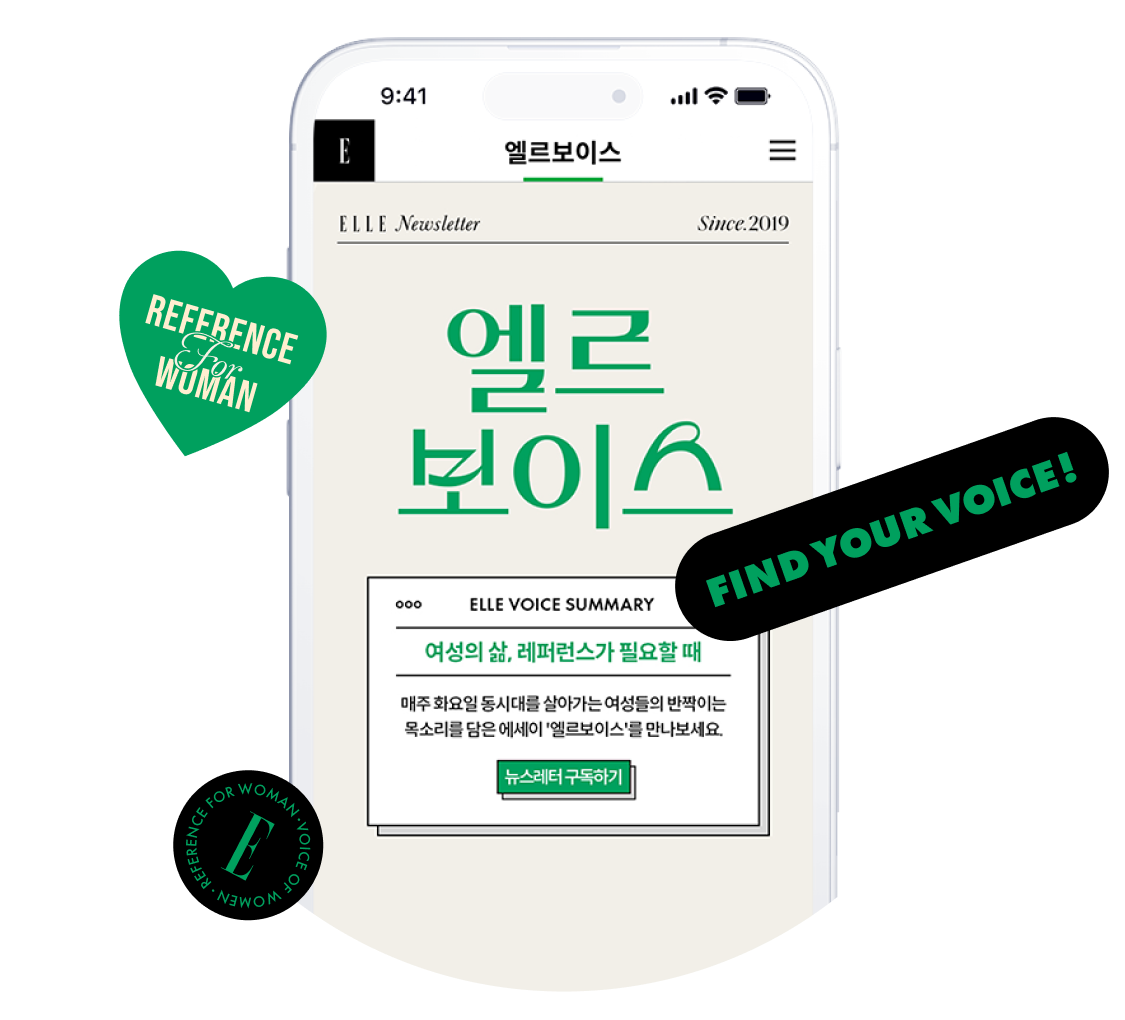 9:41
E
엘르보이스
ELLE Newsletter
Since.2019
엘르
보이스
REFERENCE
For
WOMAN
FIND YOUR VOICE!
ELLE VOICE SUMMARY
여성의 삶, 레퍼런스가 필요할 때
매주 화요일 동시대를 살아가는 여성들의 반짝이는
목소리를 담은 에세이 '엘르보이스'를 만나보세요.
뉴스레터 구독하기
REFERENCE FOR WOMAN · VOICE OF WOMEN ·
E